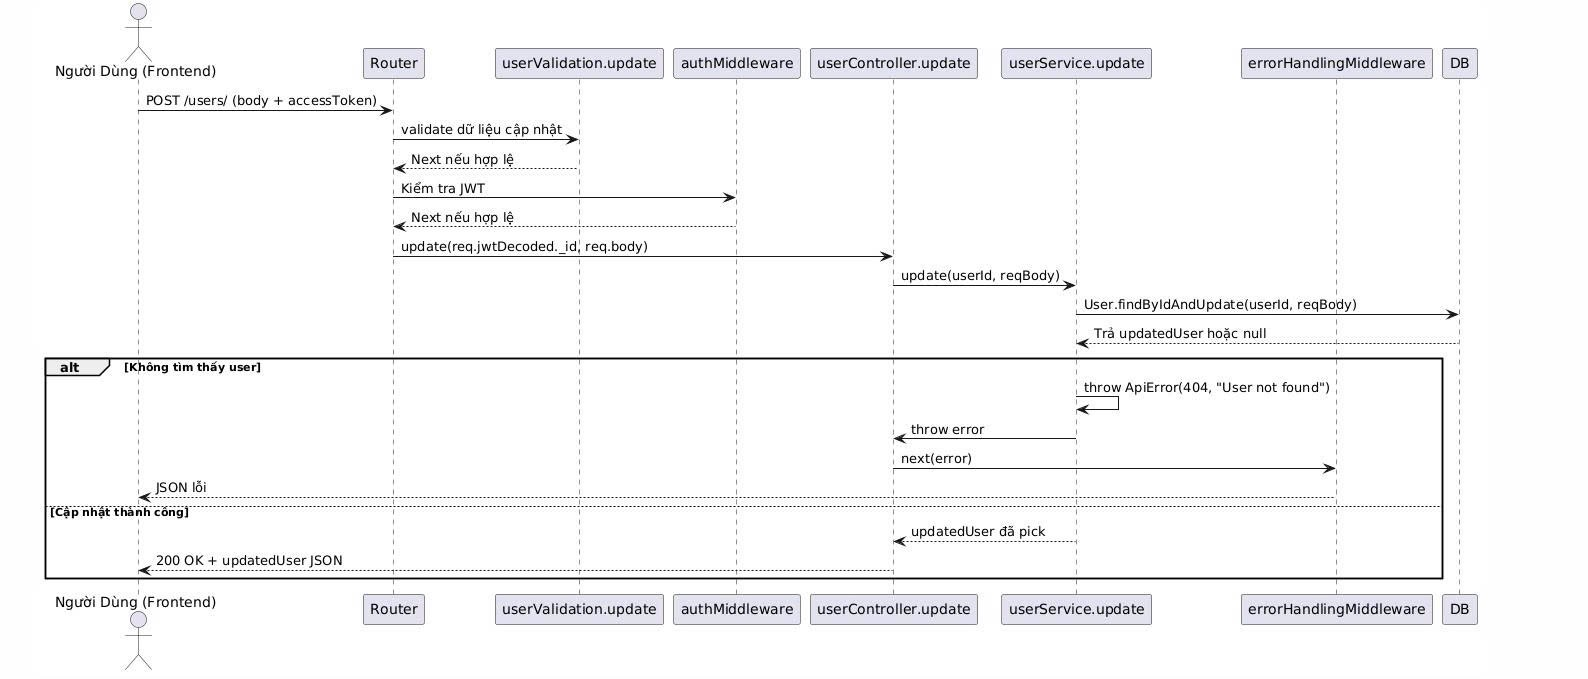 Người Dùng (Frontend)
Router
userValidation.update
authMiddleware
userController.update
userService.update
errorHandlingMiddleware
DB
POST /users/ (body + accessToken)
validate dữ liệu cập nhật
Next nếu hợp lệ
Kiểm tra JWT
Next nếu hợp lệ
update(req.jwtDecoded._id, req.body)
update(userId, reqBody)
User.findByIdAndUpdate(userId, reqBody)
Trả updatedUser hoặc null
alt
[Không tìm thấy user]
throw ApiError(404, "User not found")
throw error
next(error)
JSON lỗi
[Cập nhật thành công]
updatedUser đã pick
200 OK + updatedUser JSON
Người Dùng (Frontend)
Router
userValidation.update
authMiddleware
userController.update
userService.update
errorHandlingMiddleware
DB